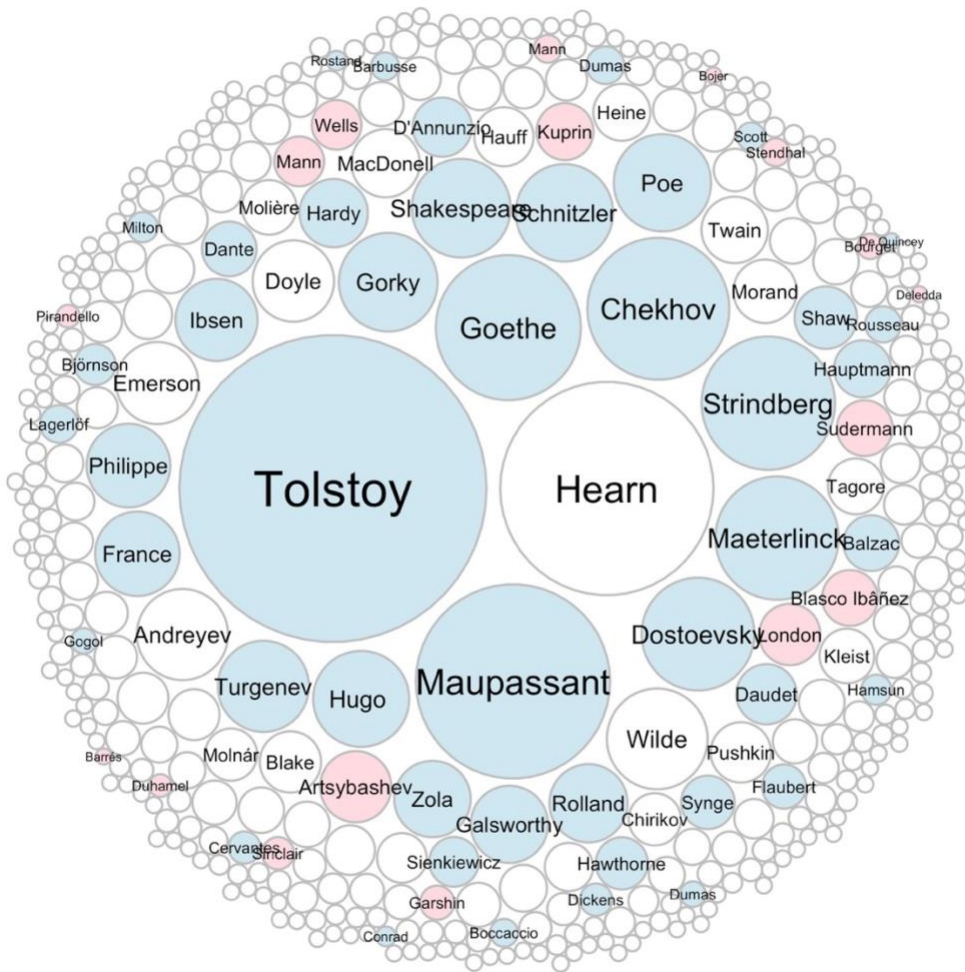 Mann
Rostand
Barbusse
Dumas
Bojer
Heine
Wells
D'Annunzio
Hauff
Kuprin
Scott
Stendhal
Mann
MacDonell
Poe
Molière
Hardy
Shakespeare
Schnitzler
Milton
Dante
Twain
De Quincey
Bourget
Doyle
Gorky
Morand
Deledda
Pirandello
Ibsen
Goethe
Chekhov
Shaw
Rousseau
Björnson
Emerson
Hauptmann
Lagerlöf
Strindberg
Sudermann
Philippe
Tolstoy
Hearn
Tagore
France
Maeterlinck
Balzac
Blasco Ibâñez
Gogol
Andreyev
Dostoevsky
London
Kleist
Turgenev
Hugo
Maupassant
Daudet
Hamsun
Barrés
Molnár
Blake
Wilde
Pushkin
Duhamel
Artsybashev
Zola
Rolland
Synge
Flaubert
Galsworthy
Chirikov
Cervantes
Sinclair
Sienkiewicz
Hawthorne
Garshin
Dickens
Dumas
Conrad
Boccaccio